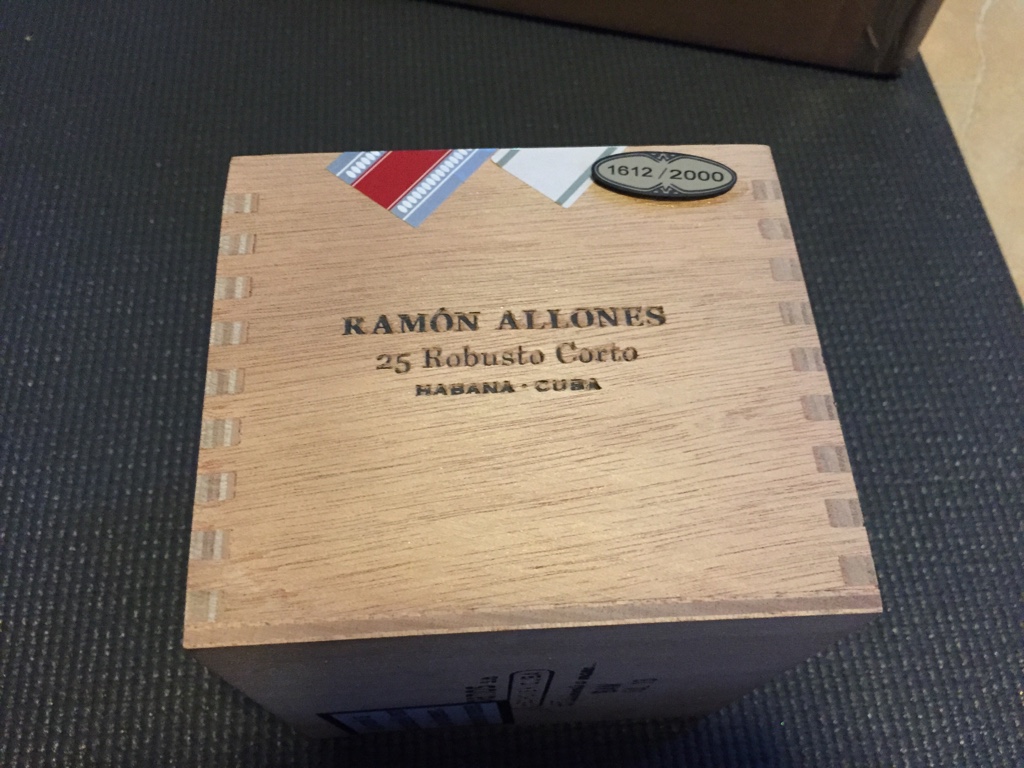 1612/2000
RAMÓN ALLONES
25 Robusto Corto
HABANA · CUBA